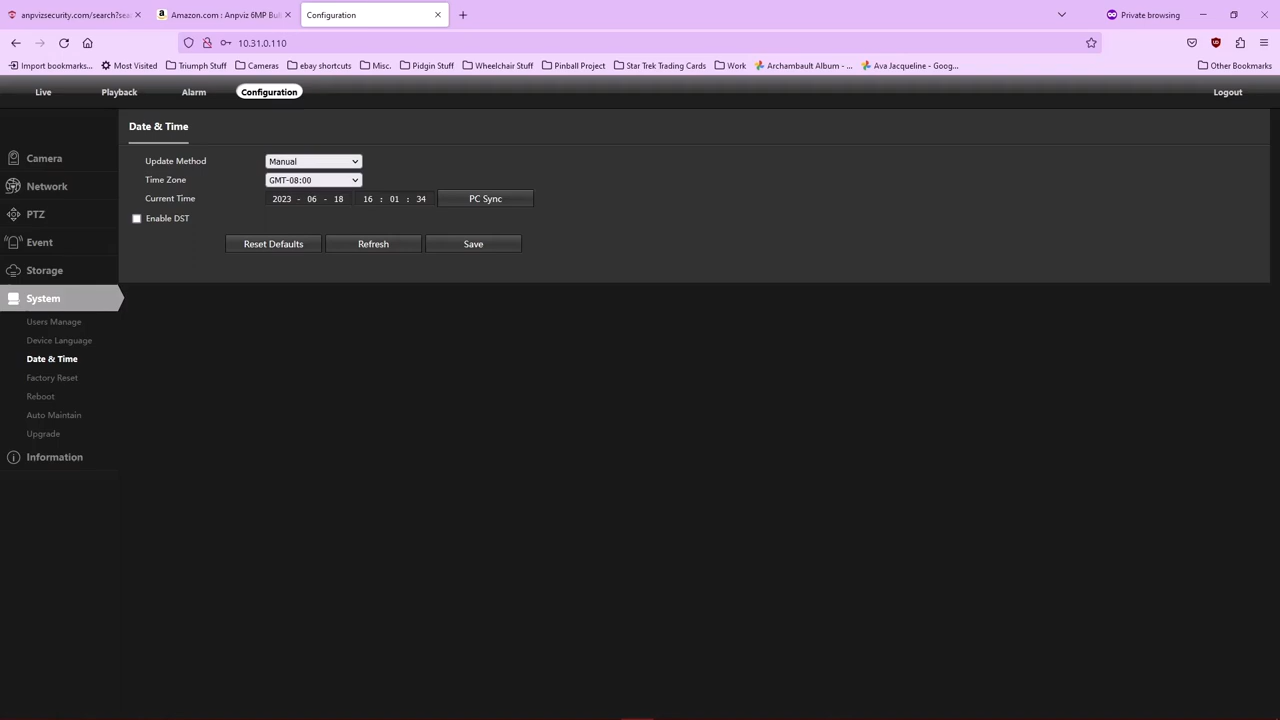 anpvizsecurity.com/search?sea
Amazon.com : Anpviz 6MP Bul
Configuration
Private browsing
10.31.0.110
Import bookmarks...
Most Visited
Triumph Stuff
Cameras
ebay shortcuts
Misc.
Pidgin Stuff
Wheelchair Stuff
Pinball Project
Star Trek Trading Cards
Work
Archambault Album - ...
Ava Jacqueline - Goog...
Other Bookmarks
Live
Playback
Alarm
Configuration
Logout
Date & Time
Camera
Network
PTZ
Event
Storage
System
Users Manage
Device Language
Date & Time
Factory Reset
Reboot
Auto Maintain
Upgrade
Information
Update Method
Manual
Time Zone
GMT-08:00
Current Time
2023 - 06 - 18 16 : 01 : 34
PC Sync
Enable DST
Reset Defaults
Refresh
Save